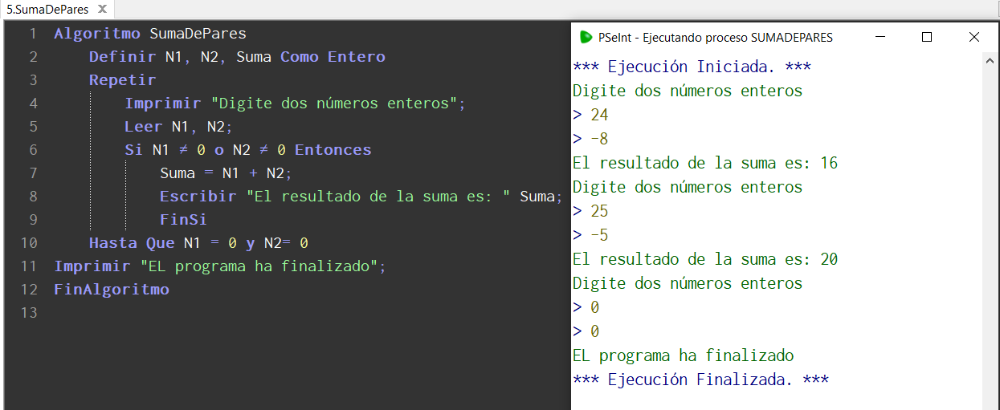 5.SumaDePares X
1 Algoritmo SumaDePares
2 Definir N1, N2, Suma Como Entero
3 Repetir
4 Imprimir "Digite dos números enteros";
5 Leer N1, N2;
6 Si N1 ≠ 0 o N2 ≠ 0 Entonces
7 Suma = N1 + N2;
8 Escribir "El resultado de la suma es: " Suma;
9 FinSi
10 Hasta Que N1 = 0 y N2= 0
11 Imprimir "EL programa ha finalizado";
12 FinAlgoritmo
13
PSeInt - Ejecutando proceso SUMADEPARES
*** Ejecución Iniciada. ***
Digite dos números enteros
> 24
> -8
El resultado de la suma es: 16
Digite dos números enteros
> 25
> -5
El resultado de la suma es: 20
Digite dos números enteros
> 0
> 0
EL programa ha finalizado
*** Ejecución Finalizada. ***